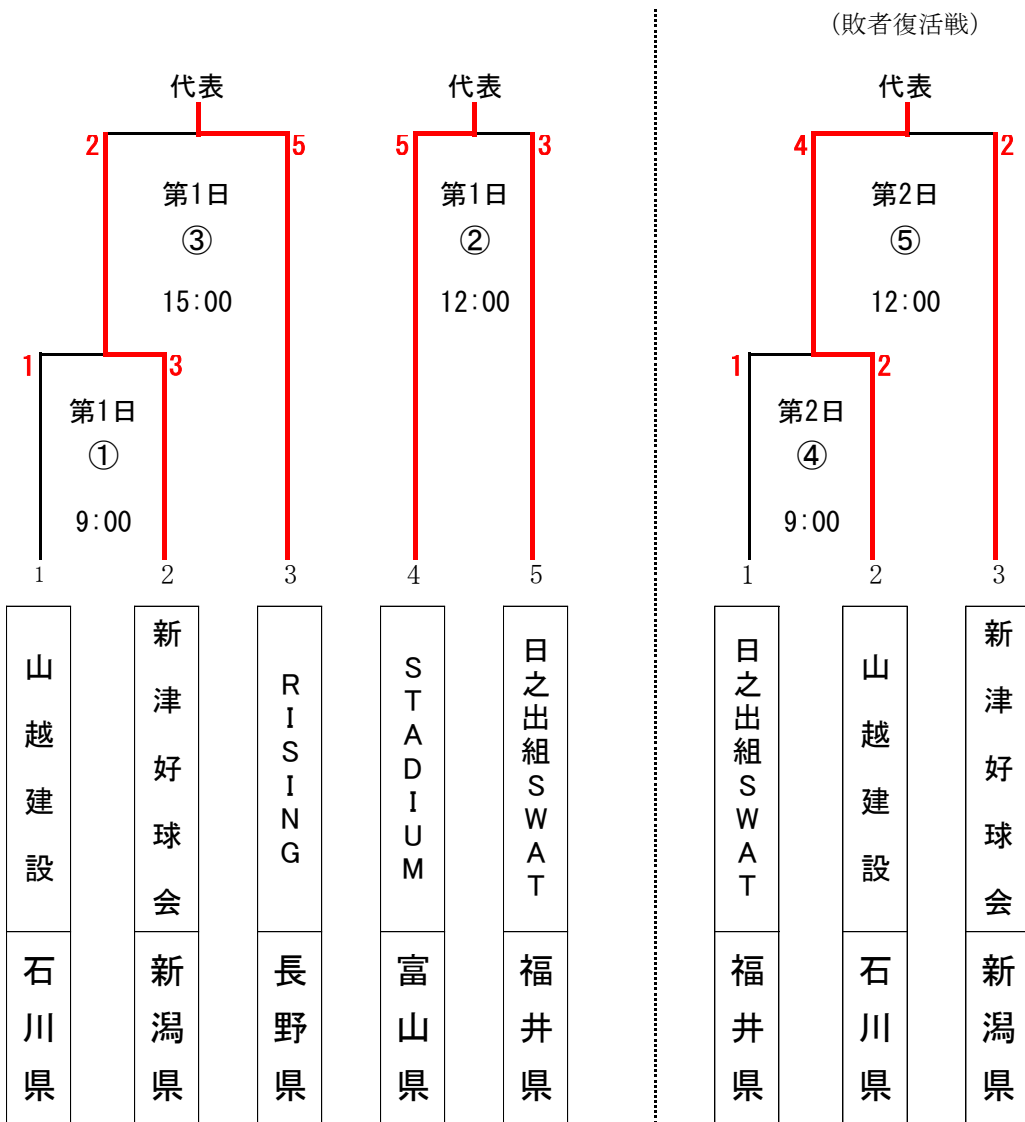 (敗者復活戦)
代表
代表
代表
2
5
5
3
4
2
第1日
③
15:00
第1日
②
12:00
第2日
⑤
12:00
1
3
1
2
第1日
①
9:00
第2日
④
9:00
1
2
3
4
5
1
2
3
山越建設
新津好球会
RISING
STADIUM
日之出組SWAT
日之出組SWAT
山越建設
新津好球会
石川県
新潟県
長野県
富山県
福井県
福井県
石川県
新潟県